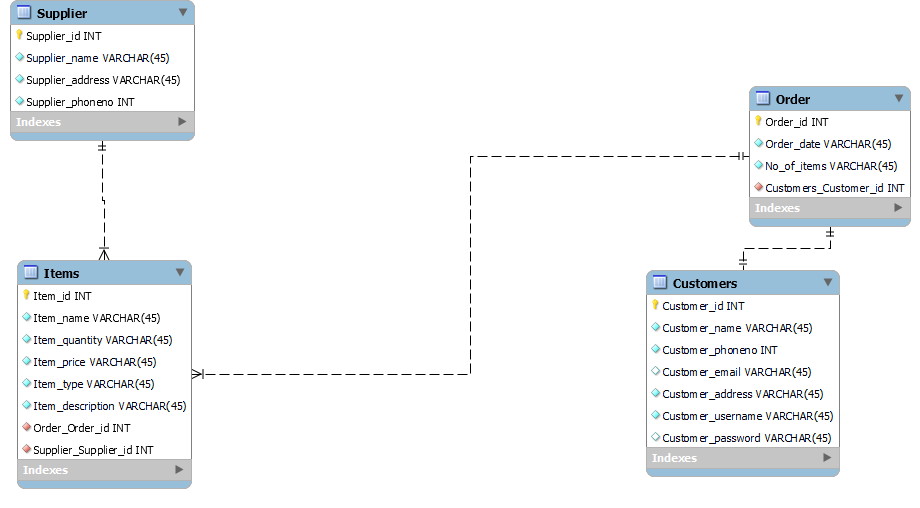 Supplier
Supplier_id INT
Supplier_name VARCHAR(45)
Supplier_address VARCHAR(45)
Supplier_phoneno INT
Indexes
Order
Order_id INT
Order_date VARCHAR(45)
No_of_items VARCHAR(45)
Customers_Customer_id INT
Indexes
Items
Item_id INT
Item_name VARCHAR(45)
Item_quantity VARCHAR(45)
Item_price VARCHAR(45)
Item_type VARCHAR(45)
Item_description VARCHAR(45)
Order_Order_id INT
Supplier_Supplier_id INT
Indexes
Customers
Customer_id INT
Customer_name VARCHAR(45)
Customer_phoneno INT
Customer_email VARCHAR(45)
Customer_address VARCHAR(45)
Customer_username VARCHAR(45)
Customer_password VARCHAR(45)
Indexes